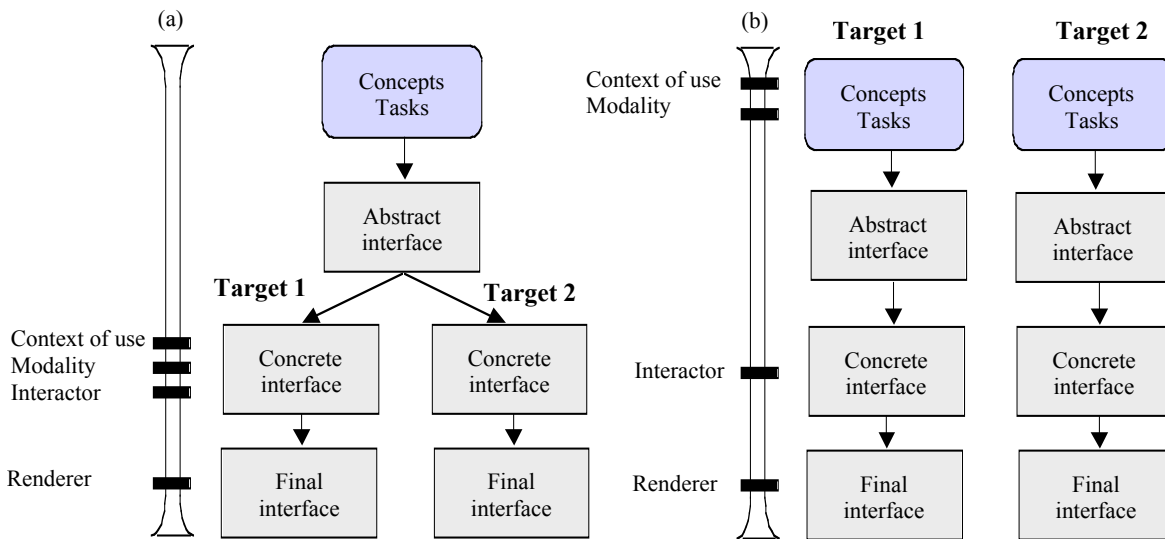 (a)
Concepts
Tasks
Abstract
interface
Target 1
Target 2
Context of use
Modality
Interactor
Concrete
interface
Concrete
interface
Renderer
Final
interface
Final
interface
(b)
Target 1
Target 2
Context of use
Modality
Concepts
Tasks
Concepts
Tasks
Abstract
interface
Abstract
interface
Interactor
Concrete
interface
Concrete
interface
Renderer
Final
interface
Final
interface